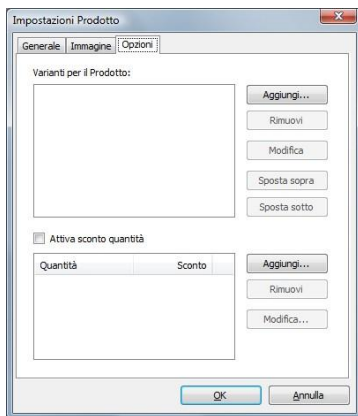 Impostazioni Prodotto
Generale Immagine Opzioni
Varianti per il Prodotto:
Aggiungi...
Rimuovi
Modifica
Sposta sopra
Sposta sotto
Attiva sconto quantità
Quantità Sconto
Aggiungi...
Rimuovi
Modifica...
OK Annulla